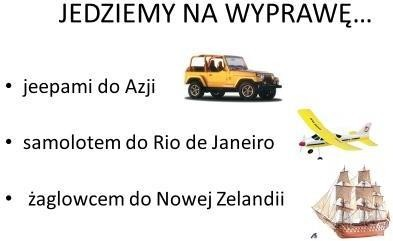 JEDZIEMY NA WYPRAWĘ...
• jeepami do Azji
• samolotem do Rio de Janeiro
• żaglowcem do Nowej Zelandii